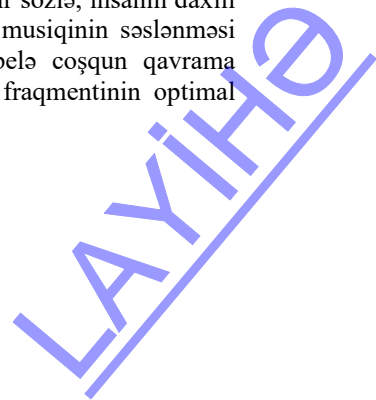 sözlə, insanın daxili
musiqinin səslənməsi
belə coşqun qavrama
fraqmentinin optimal
LAYİHƏ